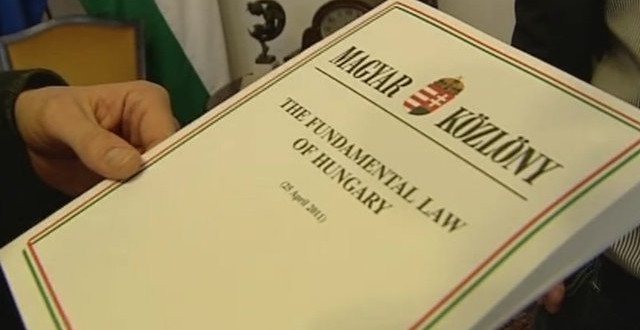 MAGYAR KÖZLÖNY
THE FUNDAMENTAL LAW
OF HUNGARY
(25 April 2011)